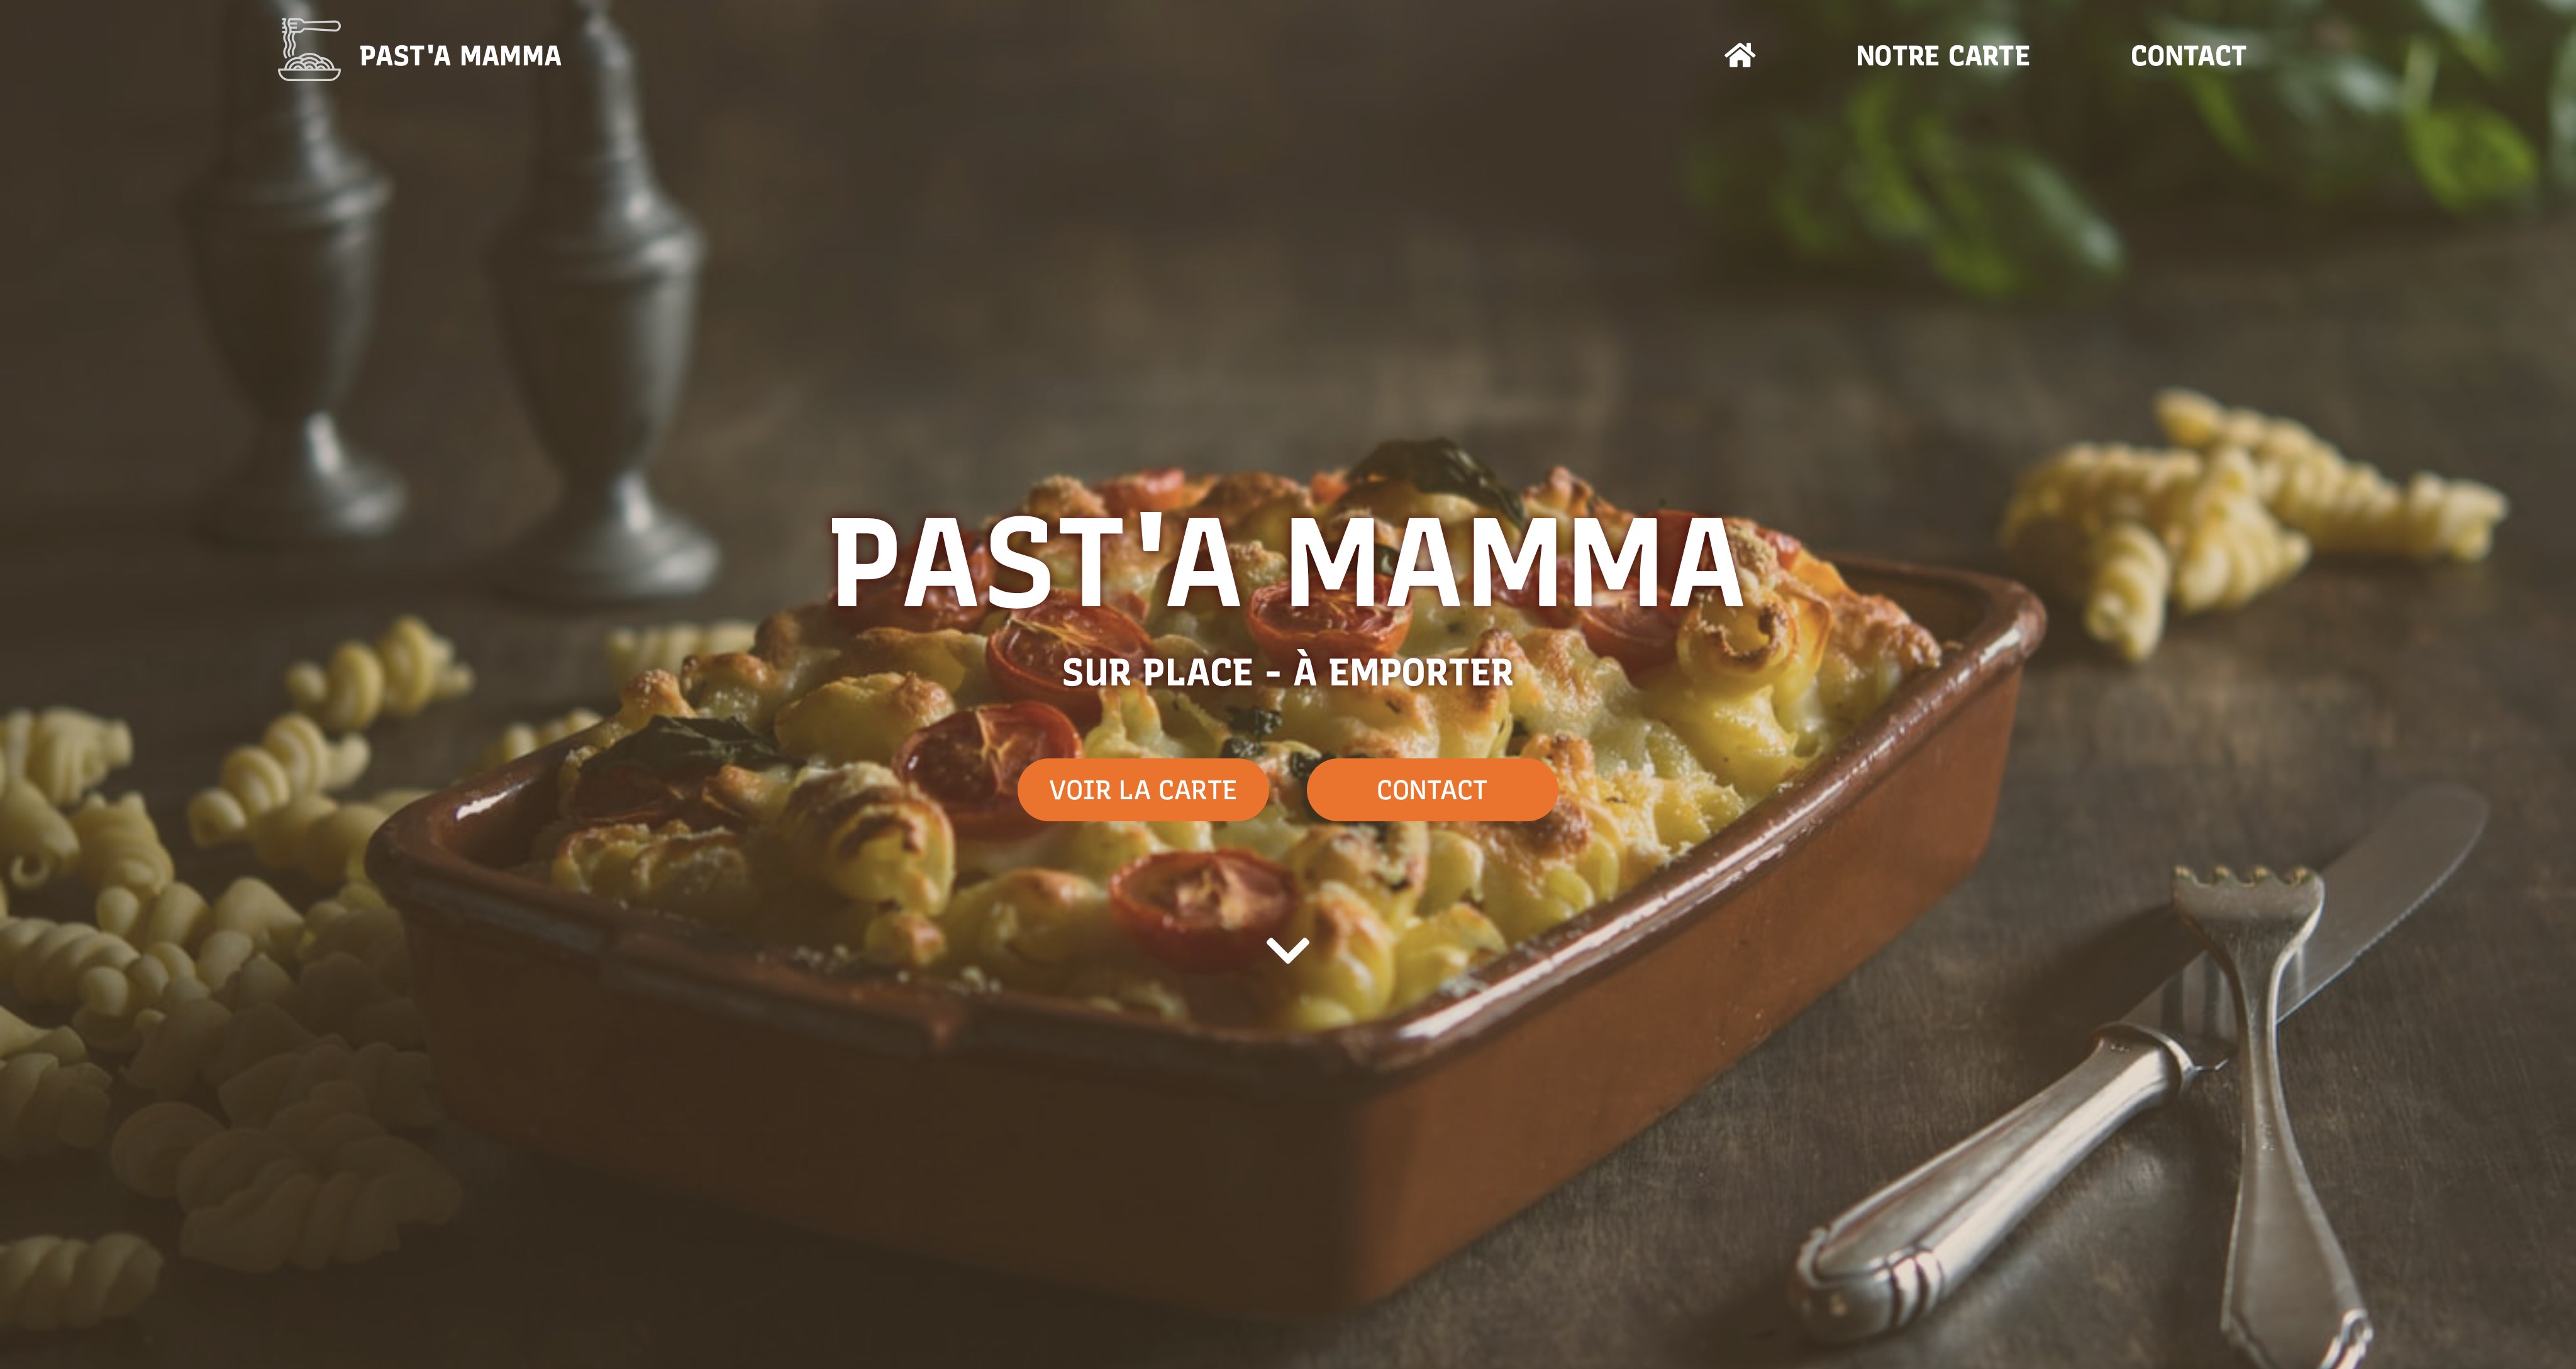 PAST'A MAMMA
NOTRE CARTE
CONTACT
PAST'A MAMMA
SUR PLACE - À EMPORTER
VOIR LA CARTE
CONTACT